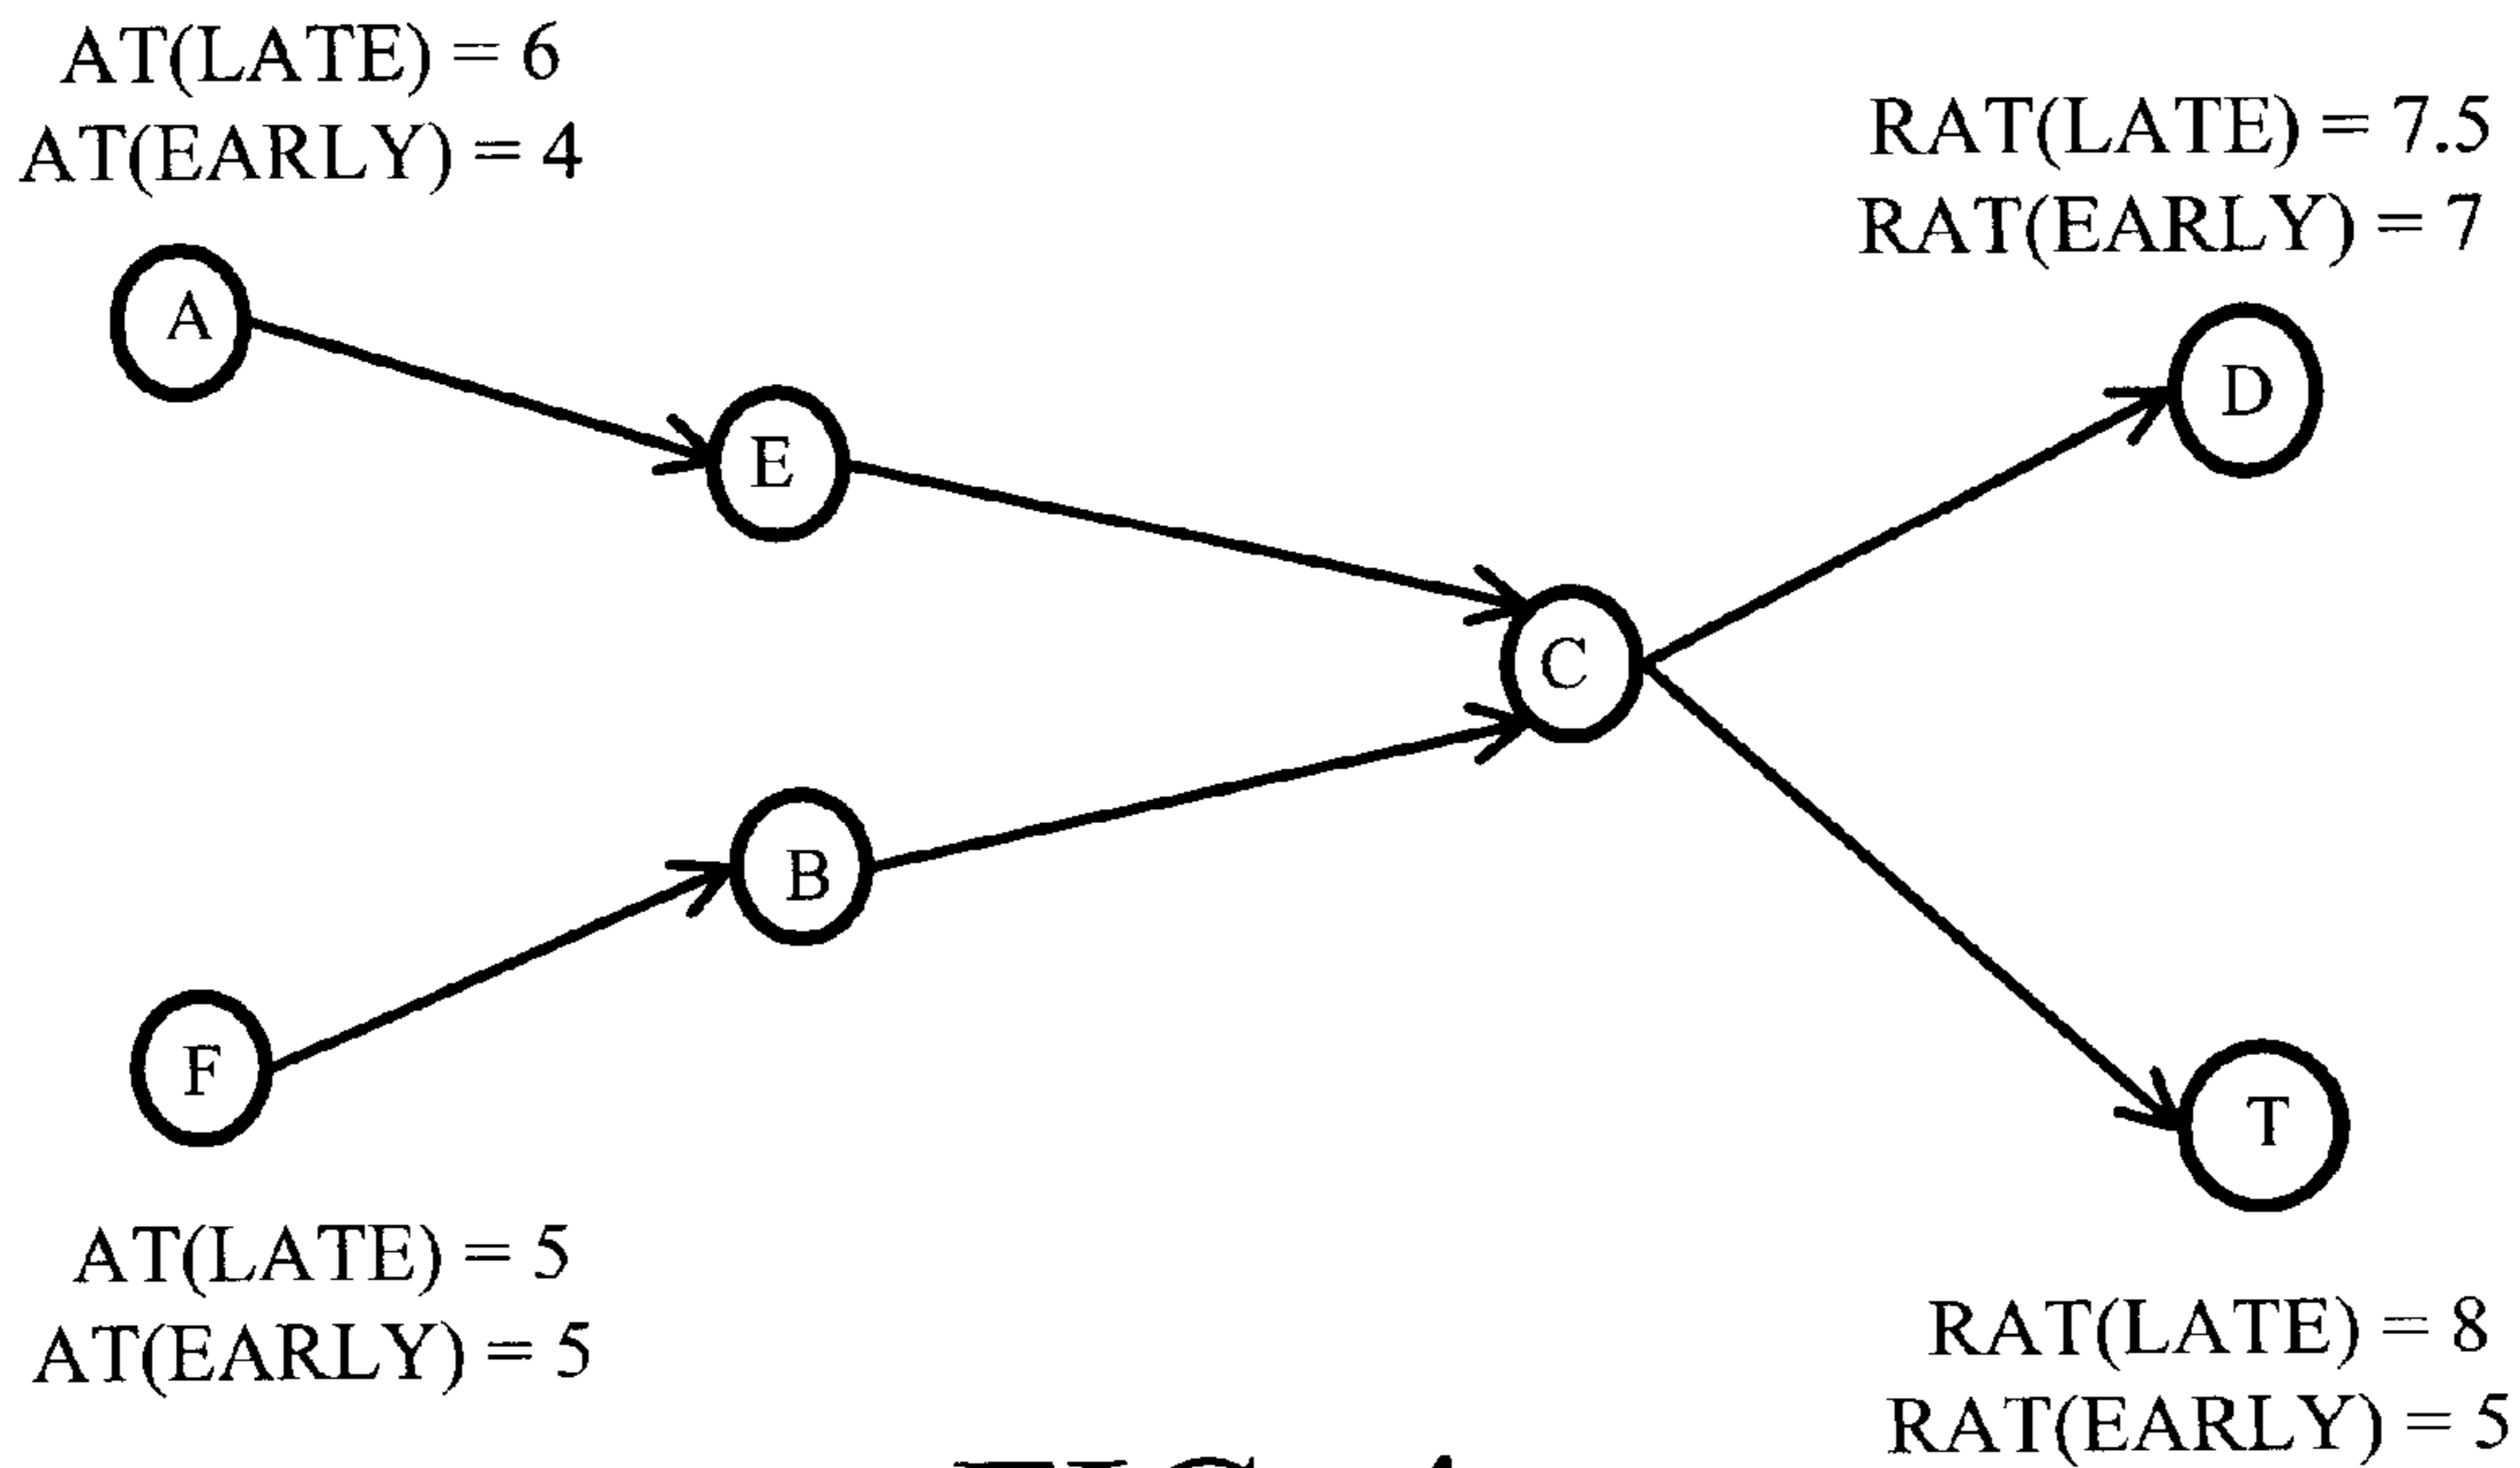 AT(LATE) = 6
AT(EARLY) = 4
RAT(LATE) = 7.5
RAT(EARLY) = 7
A
D
E
C
B
F
T
AT(LATE) = 5
AT(EARLY) = 5
RAT(LATE) = 8
RAT(EARLY) = 5